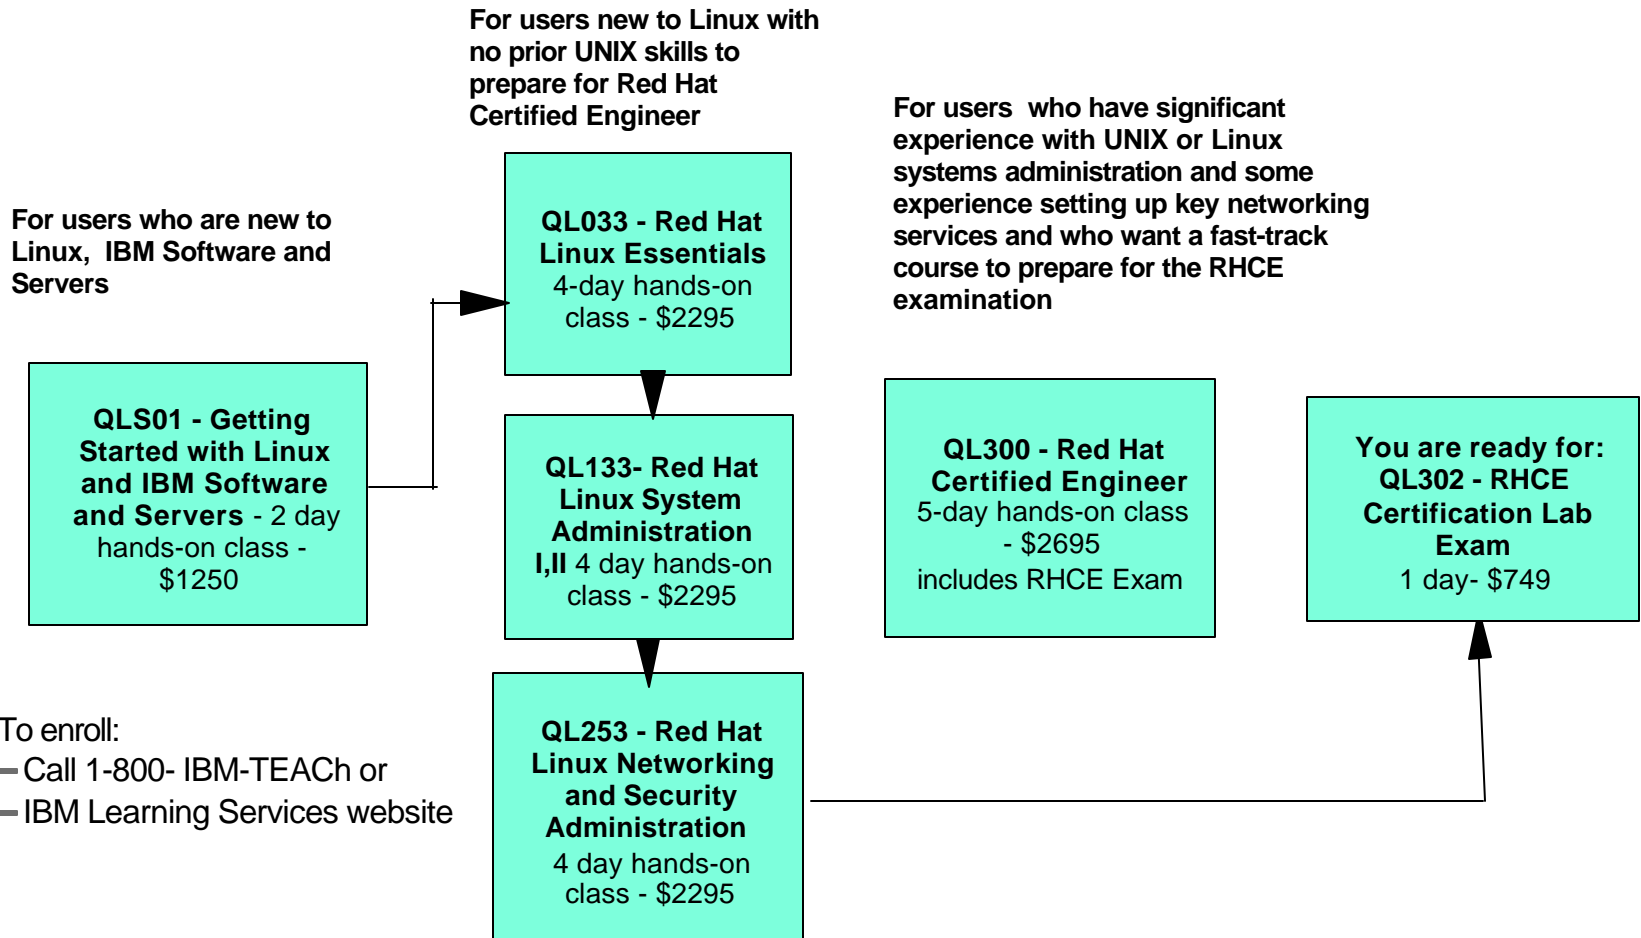 For users new to Linux with
no prior UNIX skills to
prepare for Red Hat
Certified Engineer
For users who have significant
experience with UNIX or Linux
systems administration and some
experience setting up key networking
services and who want a fast-track
course to prepare for the RHCE
examination
For users who are new to
Linux, IBM Software and
Servers
QL033 - Red Hat
Linux Essentials
4-day hands-on
class - $2295
QLS01 - Getting
Started with Linux
and IBM Software
and Servers - 2 day
hands-on class -
$1250
QL133- Red Hat
Linux System
Administration
I,II 4 day hands-on
class - $2295
QL300 - Red Hat
Certified Engineer
5-day hands-on class
- $2695
includes RHCE Exam
You are ready for:
QL302 - RHCE
Certification Lab
Exam
1 day- $749
QL253 - Red Hat
Linux Networking
and Security
Administration
4 day hands-on
class - $2295
To enroll:
– Call 1-800- IBM-TEACh or
– IBM Learning Services website